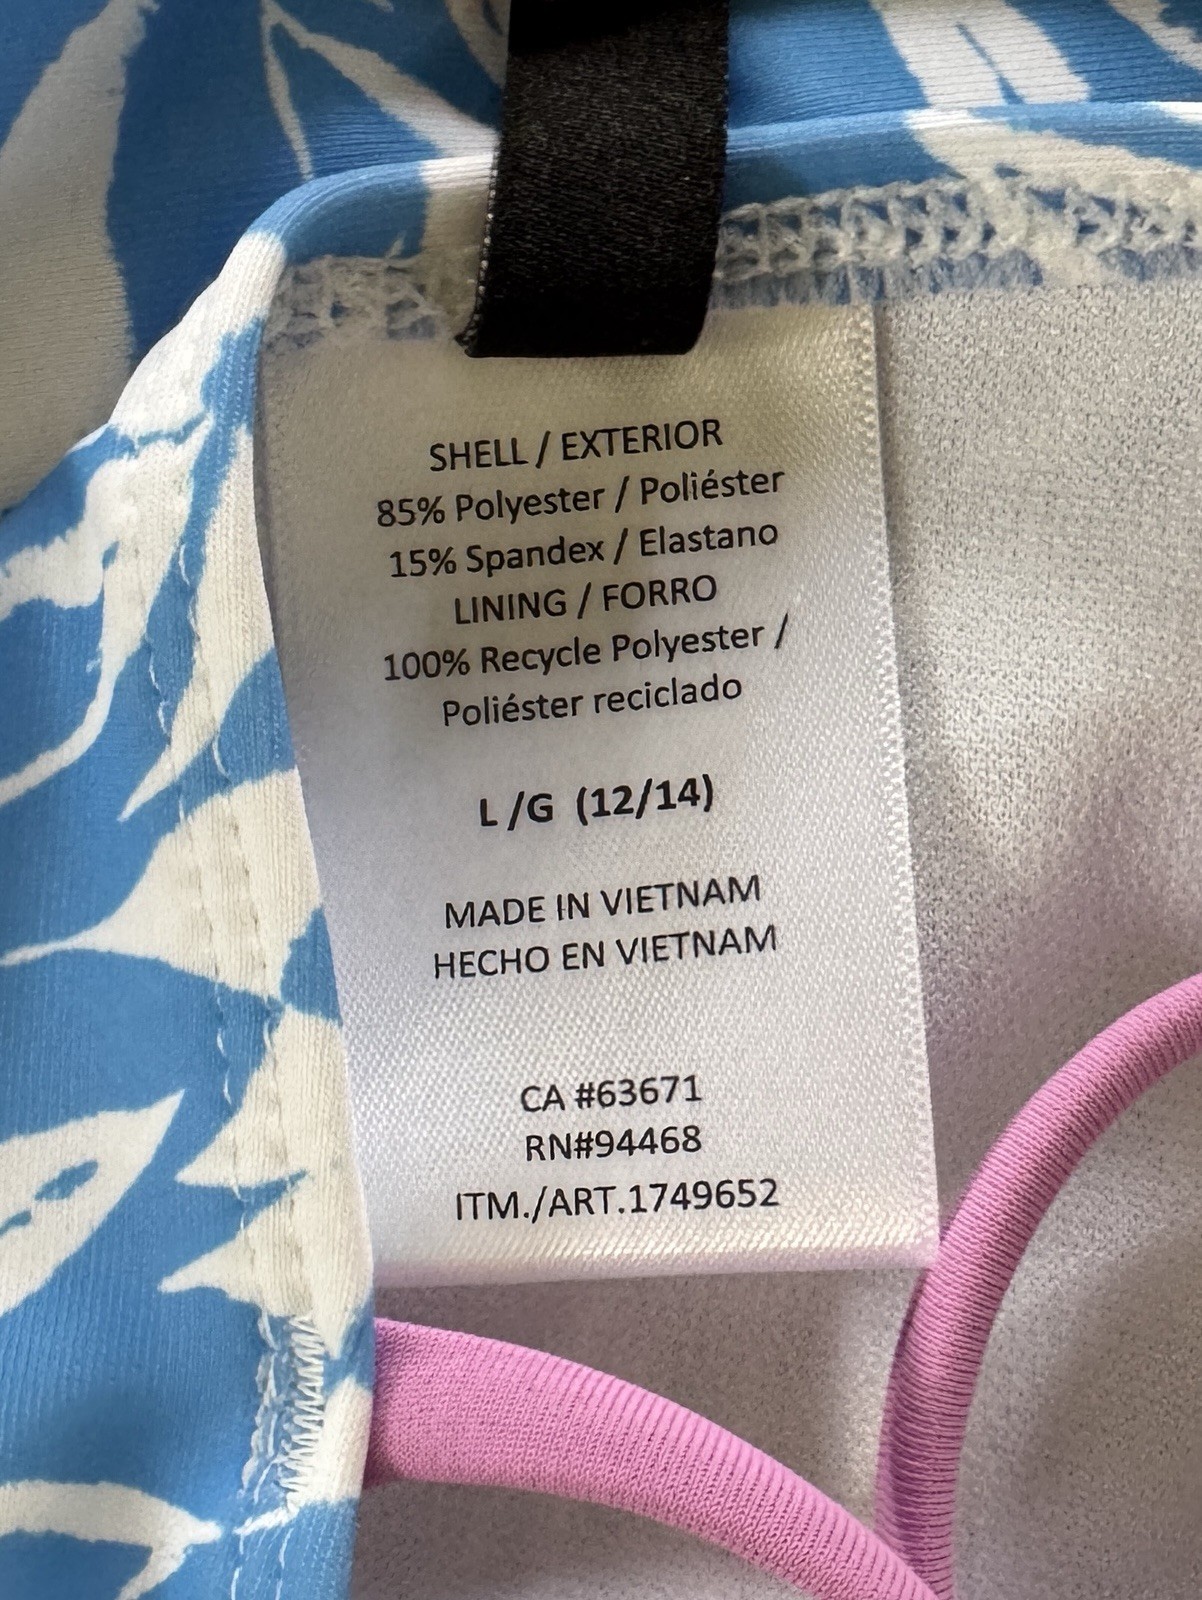 SHELL / EXTERIOR
85% Polyester / Poliéster
15% Spandex / Elastano
LINING / FORRO
100% Recycle Polyester /
Poliéster reciclado
L /G (12/14)
MADE IN VIETNAM
HECHO EN VIETNAM
CA #63671
RN#94468
ITM./ART.1749652